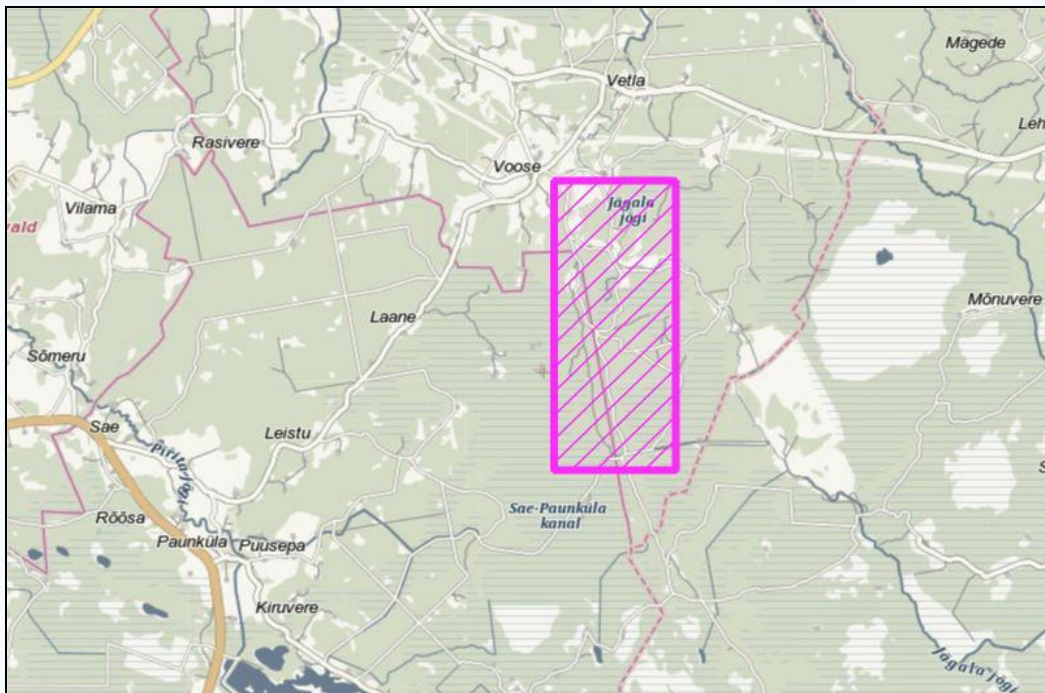 Mägede
Vetla
Leh
Rasivere
Voose
Vilama
Jägala
jõgi
vald
Mõnuvere
Laane
Sõmeru
Sae
Leistu
Pirita jõgi
Sae-Paunküla
kanal
Rõõsa
Paunküla
Puusepa
Kiruvere
Jägala jõgi
S